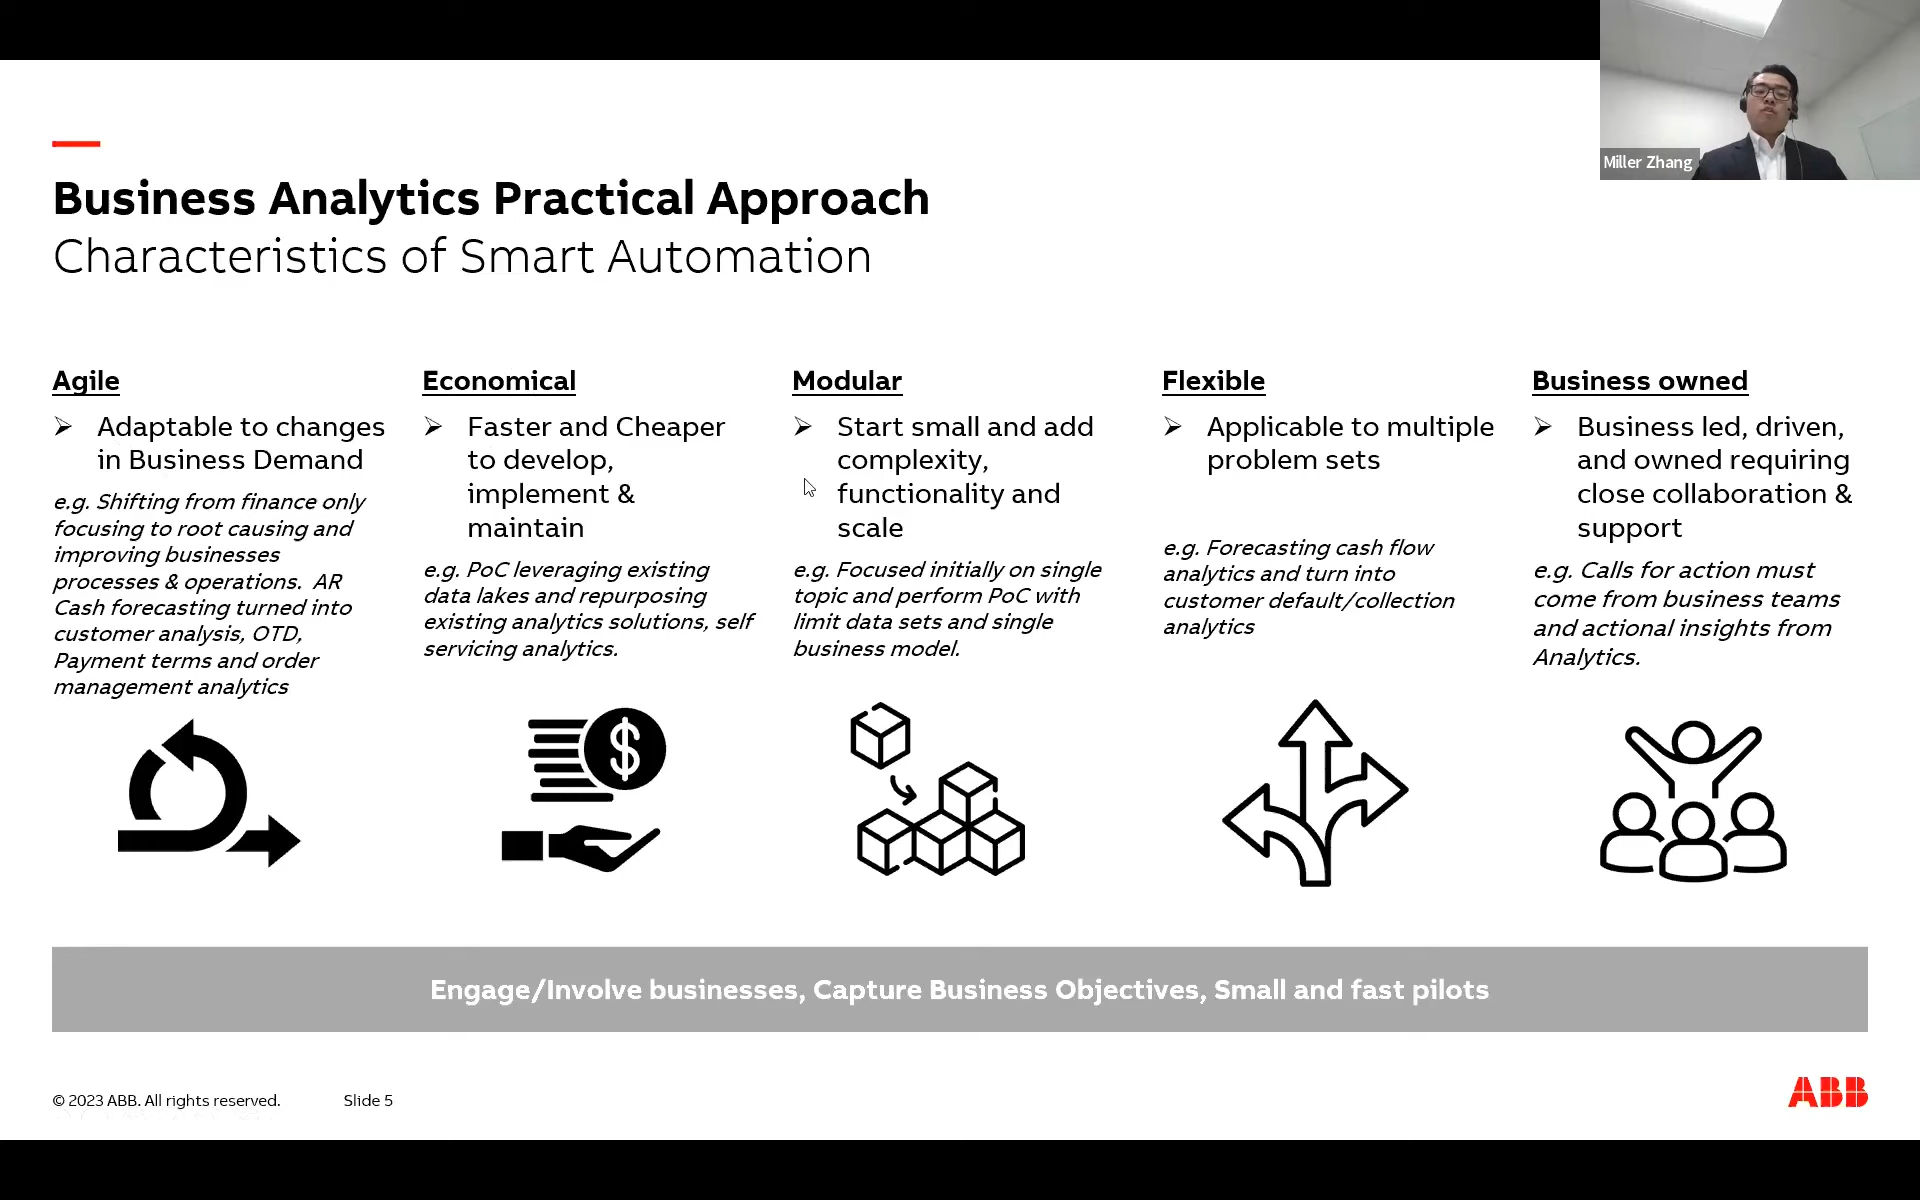 Miller Zhang
Business Analytics Practical Approach
Characteristics of Smart Automation
Agile
Adaptable to changes
in Business Demand
e.g. Shifting from finance only
focusing to root causing and
improving businesses
processes & operations. AR
Cash forecasting turned into
customer analysis, OTD,
Payment terms and order
management analytics
Economical
Faster and Cheaper
to develop,
implement &
maintain
e.g. PoC leveraging existing
data lakes and repurposing
existing analytics solutions, self
servicing analytics.
Modular
Start small and add
complexity,
functionality and
scale
e.g. Focused initially on single
topic and perform PoC with
limit data sets and single
business model.
Flexible
Applicable to multiple
problem sets
e.g. Forecasting cash flow
analytics and turn into
customer default/collection
analytics
Business owned
Business led, driven,
and owned requiring
close collaboration &
support
e.g. Calls for action must
come from business teams
and actional insights from
Analytics.
$
Engage/Involve businesses, Capture Business Objectives, Small and fast pilots
© 2023 ABB. All rights reserved.
Slide 5
ABB